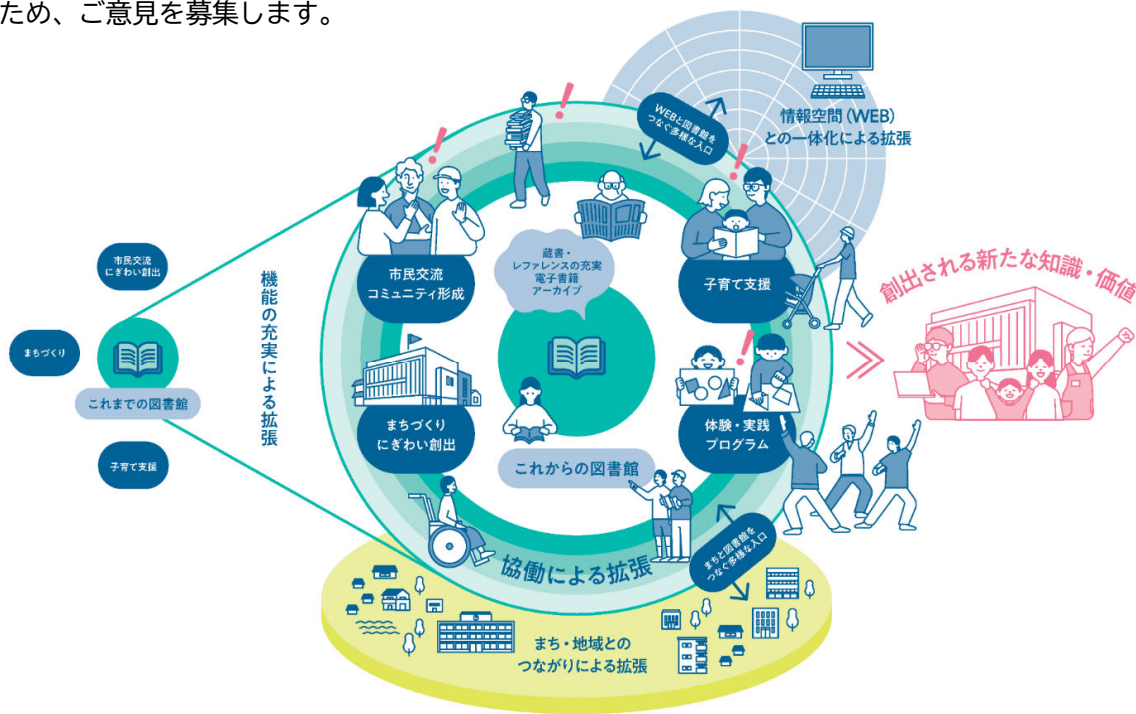 ため、ご意見を募集します。
情報空間（WEB）
との一体化による拡張
WEBと図書館を
つなぐ多様な入口
蔵書・
レファレンスの充実
電子書籍
アーカイブ
市民交流
にぎわい創出
まちづくり
これまでの図書館
子育て支援
機能の充実による拡張
市民交流
コミュニティ形成
子育て支援
まちづくり
にぎわい創出
体験・実践
プログラム
これからの図書館
創出される新たな知識・価値
協働による拡張
まちと図書館を
つなぐ多様な入口
まち・地域との
つながりによる拡張